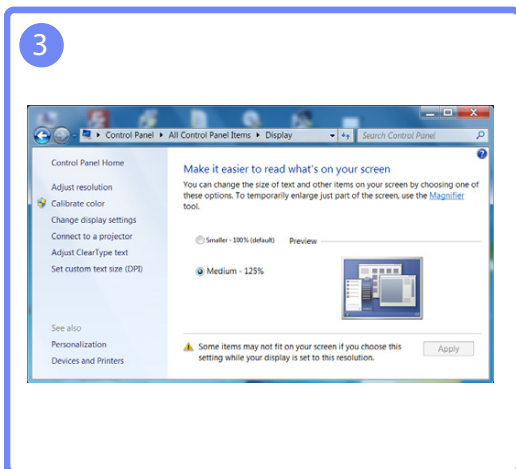 3
Control Panel ▸ All Control Panel Items ▸ Display
Search Control Panel
Control Panel Home
Adjust resolution
Calibrate color
Change display settings
Connect to a projector
Adjust ClearType text
Set custom text size (DPI)
See also
Personalization
Devices and Printers
Make it easier to read what's on your screen
You can change the size of text and other items on your screen by choosing one of
these options. To temporarily enlarge just part of the screen, use the Magnifier
tool.
Smaller - 100% (default)
Preview
Medium - 125%
Some items may not fit on your screen if you choose this
setting while your display is set to this resolution.
Apply